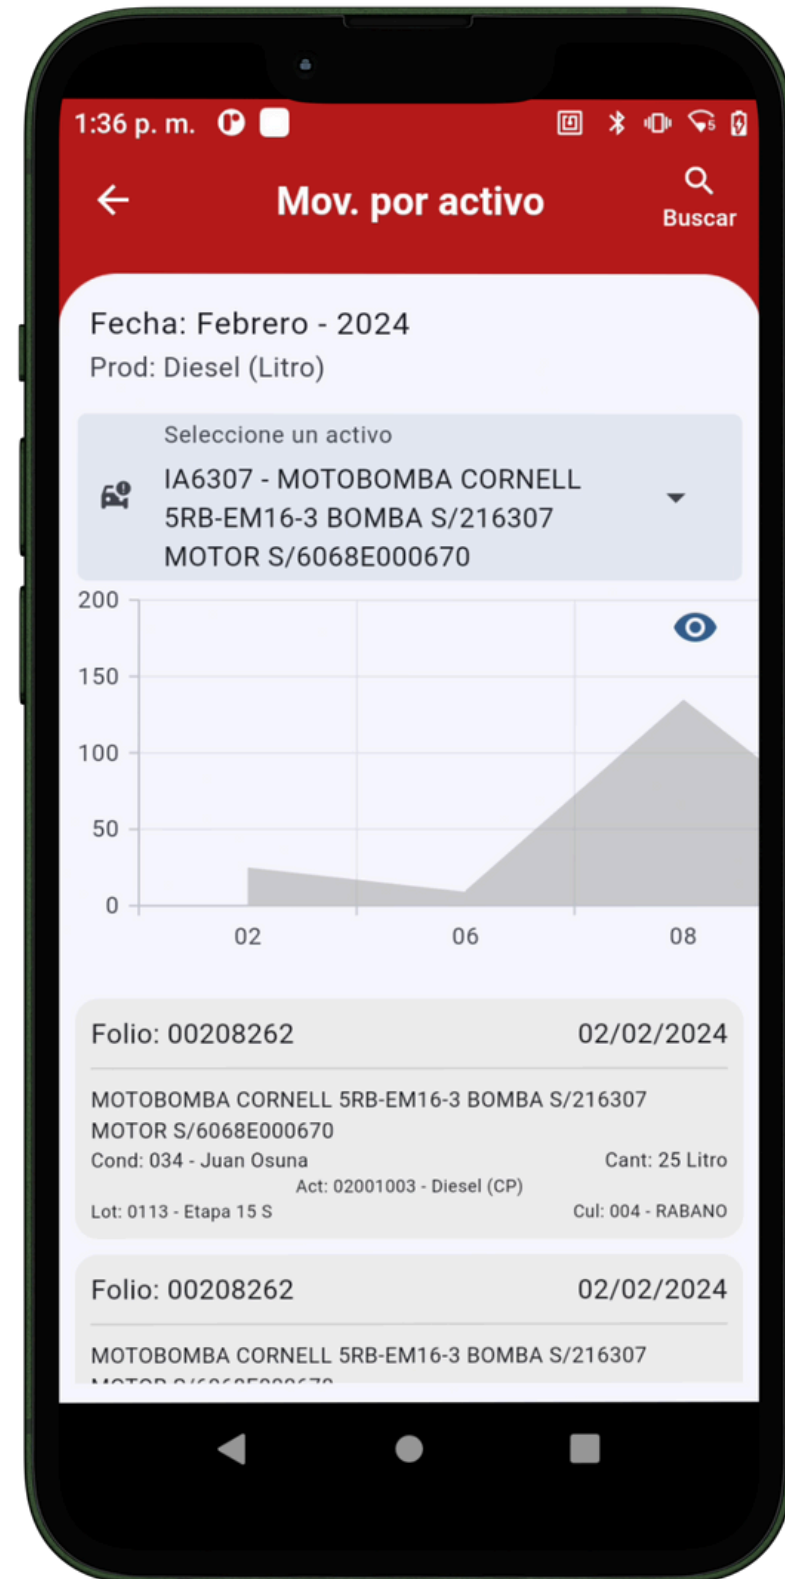 1:36 p. m.
5
Mov. por activo
Buscar
Fecha: Febrero - 2024
Prod: Diesel (Litro)
Seleccione un activo
IA6307 - MOTOBOMBA CORNELL
5RB-EM16-3 BOMBA S/216307
MOTOR S/6068E000670
200
150
100
50
0
02 06 08
Folio: 00208262 02/02/2024
MOTOBOMBA CORNELL 5RB-EM16-3 BOMBA S/216307
MOTOR S/6068E000670
Cond: 034 - Juan Osuna Cant: 25 Litro
Act: 02001003 - Diesel (CP)
Lot: 0113 - Etapa 15 S Cul: 004 - RABANO
Folio: 00208262 02/02/2024
MOTOBOMBA CORNELL 5RB-EM16-3 BOMBA S/216307